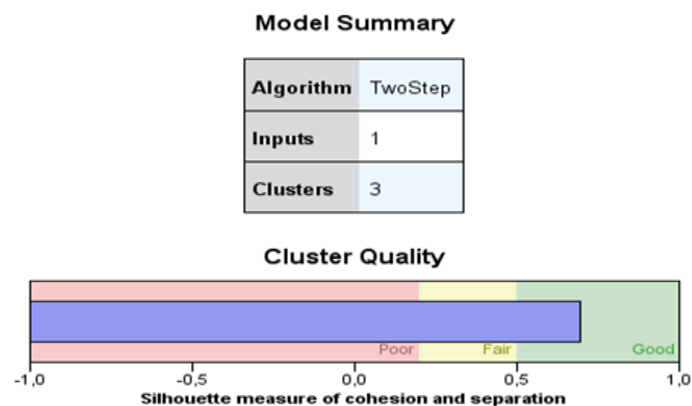 Model Summary
Algorithm TwoStep
Inputs 1
Clusters 3
Cluster Quality
Poor Fair Good
-1,0 -0,5 0,0 0,5 1,0
Silhouette measure of cohesion and separation